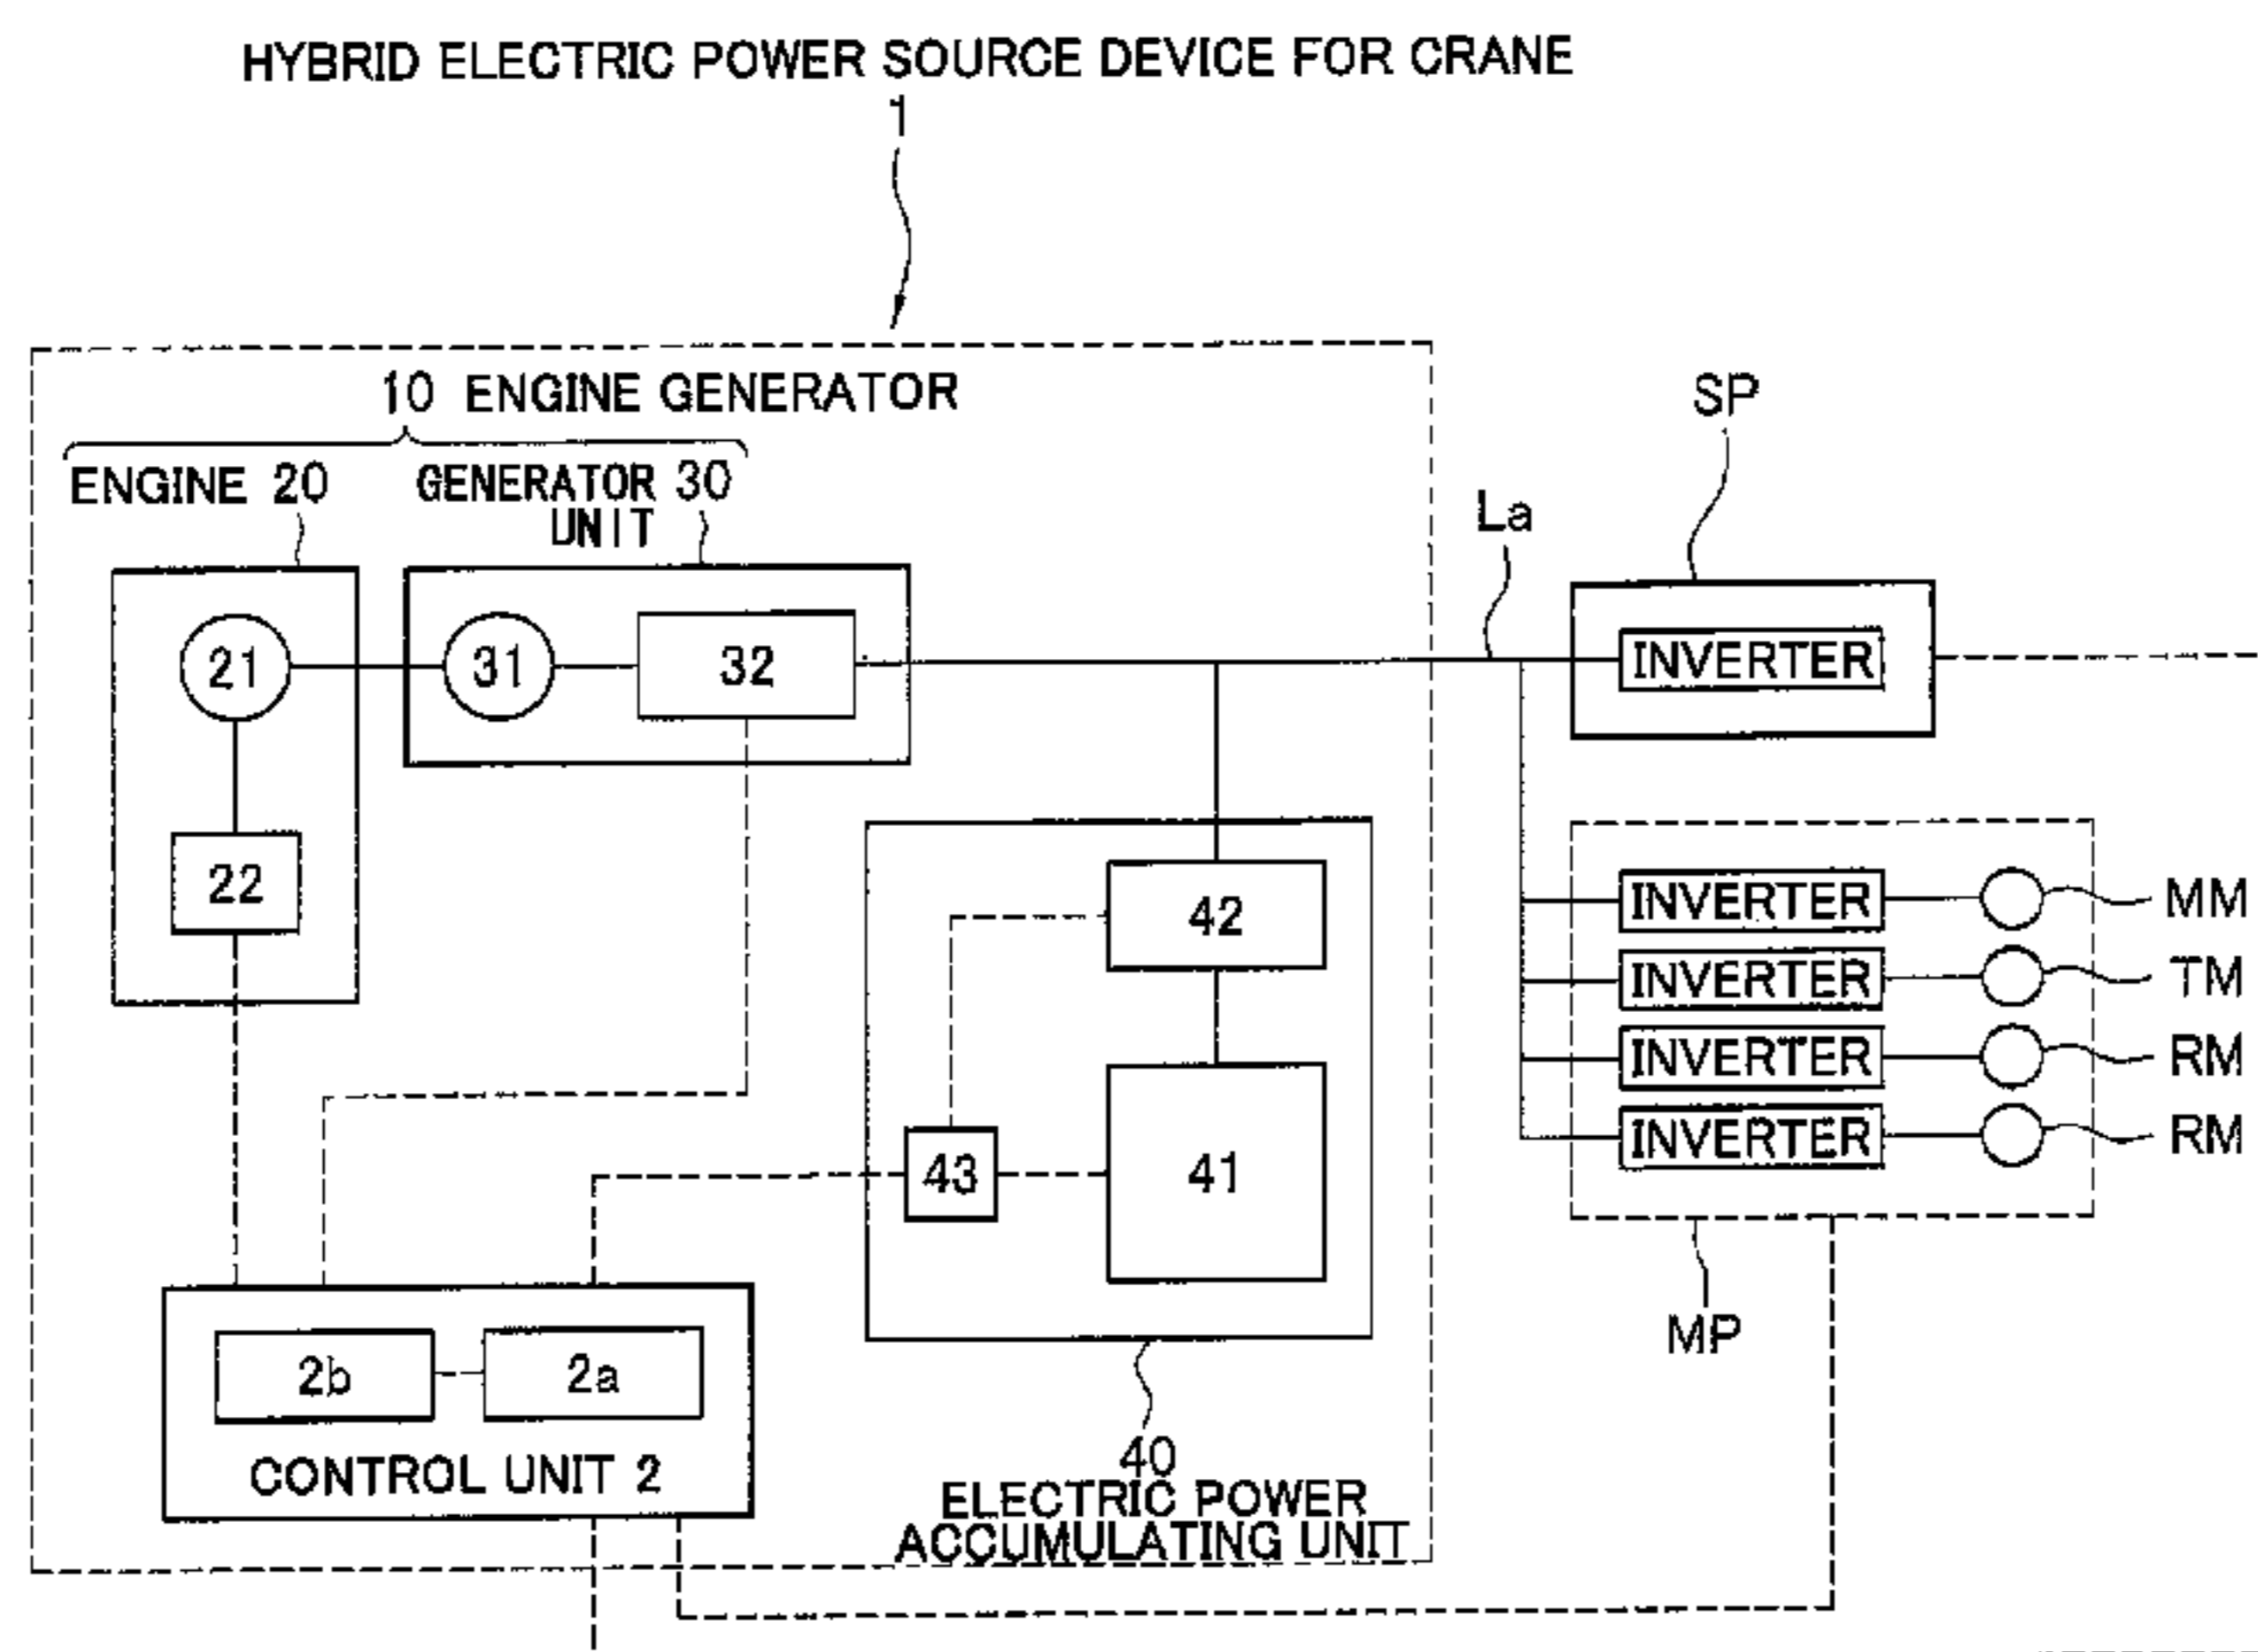 HYBRID ELECTRIC POWER SOURCE DEVICE FOR CRANE
1
10 ENGINE GENERATOR
ENGINE 20
GENERATOR 30
UNIT
SP
La
21
31
32
INVERTER
22
42
INVERTER
MM
INVERTER
TM
INVERTER
RM
INVERTER
RM
43
41
MP
2b
2a
CONTROL UNIT 2
40
ELECTRIC POWER
ACCUMULATING UNIT